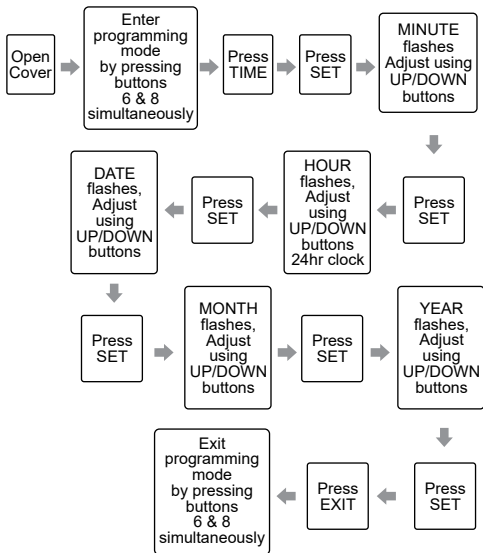 Open
Cover
Enter
programming
mode
by pressing
buttons
6 & 8
simultaneously
Press
TIME
Press
SET
MINUTE
flashes
Adjust using
UP/DOWN
buttons
Press
SET
HOUR
flashes,
Adjust
using
UP/DOWN
buttons
24hr clock
Press
SET
DATE
flashes,
Adjust
using
UP/DOWN
buttons
Press
SET
MONTH
flashes,
Adjust
using
UP/DOWN
buttons
Press
SET
YEAR
flashes,
Adjust
using
UP/DOWN
buttons
Press
SET
Press
EXIT
Exit
programming
mode
by pressing
buttons
6 & 8
simultaneously